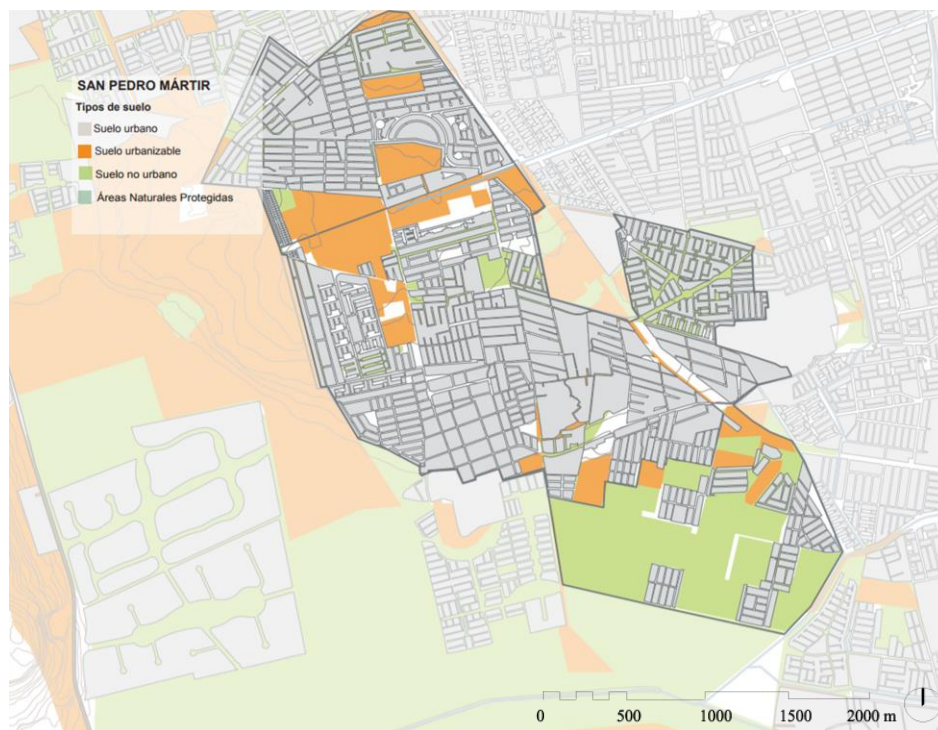 SAN PEDRO MÁRTIR
Tipos de suelo
Suelo urbano
Suelo urbanizable
Suelo no urbano
Áreas Naturales Protegidas
0 500 1000 1500 2000 m